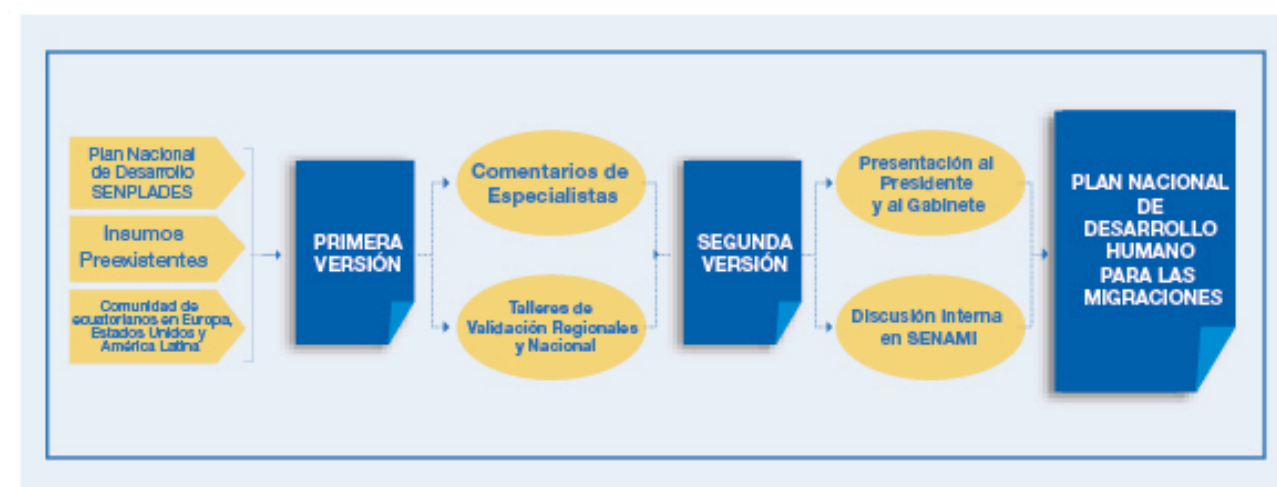 Plan Nacional
de Desarrollo
SENPLADES
Insumos
Preexistentes
Comunidad de
ecuatorianos en Europa,
Estados Unidos y
América Latina
PRIMERA
VERSIÓN
Comentarios de
Especialistas
Talleres de
Validación Regionales
y Nacional
SEGUNDA
VERSIÓN
Presentación al
Presidente
y al Gabinete
Discusión Interna
en SENAMI
PLAN NACIONAL
DE
DESARROLLO
HUMANO
PARA LAS
MIGRACIONES